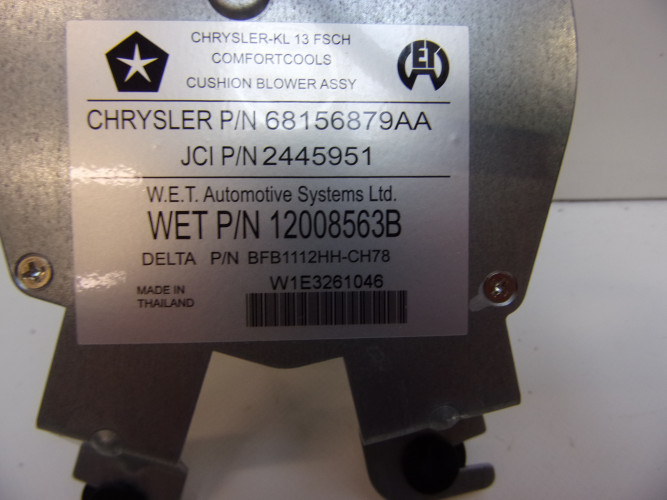 CHRYSLER-KL 13 FSCH
COMFORTCOOLS
CUSHION BLOWER ASSY
WET
CHRYSLER P/N 68156879AA
JCI P/N 2445951
W.E.T. Automotive Systems Ltd.
WET P/N 12008563B
DELTA P/N BFB1112HH-CH78
W1E3261046
MADE IN
THAILAND